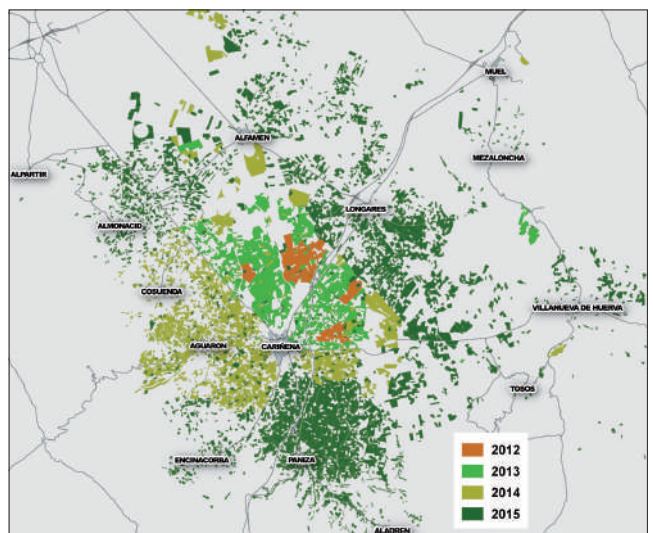 MUEL
ALFAMEN
MEZALOCHA
ALPARTIR
LONGARES
ALMONACID
COSUENDA
VILLANUEVA DE HUERVA
AGUARON
CARIÑENA
TOSOS
ENCINACORBA
PANIZA
ALADREN
2012
2013
2014
2015